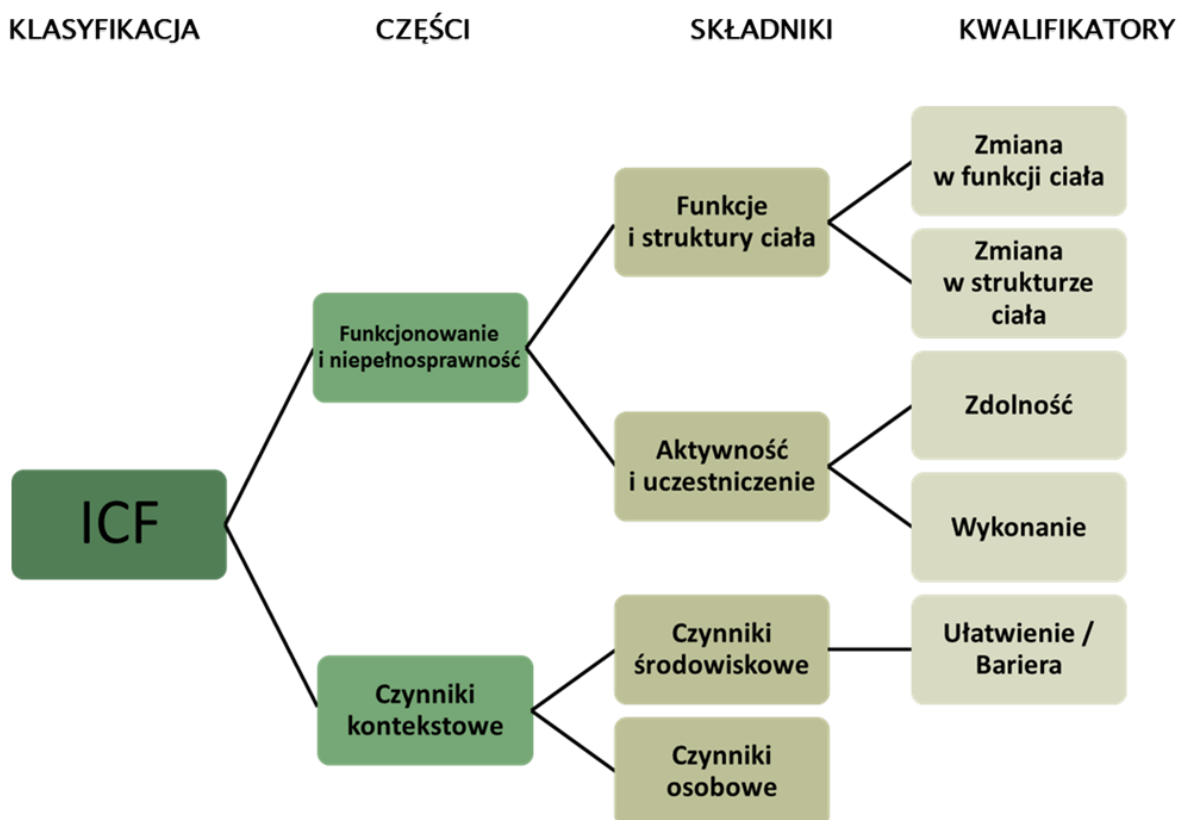 KLASYFIKACJA CZĘŚCI SKŁADNIKI KWALIFIKATORY
Zmiana
w funkcji ciała
Funkcje
i struktury ciała
Zmiana
w strukturze
ciała
Funkcjonowanie
i niepełnosprawność
Zdolność
Aktywność
i uczestniczenie
ICF
Wykonanie
Czynniki
środowiskowe
Ułatwienie /
Bariera
Czynniki
kontekstowe
Czynniki
osobowe